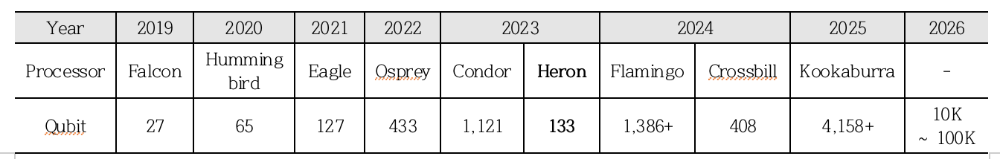 Year 2019 2020 2021 2022 2023 2024 2025 2026
Processor Falcon Humming bird Eagle Osprey Condor Heron Flamingo Crossbill Kookaburra -
Qubit 27 65 127 433 1,121 133 1,386+ 408 4,158+ 10K ~ 100K